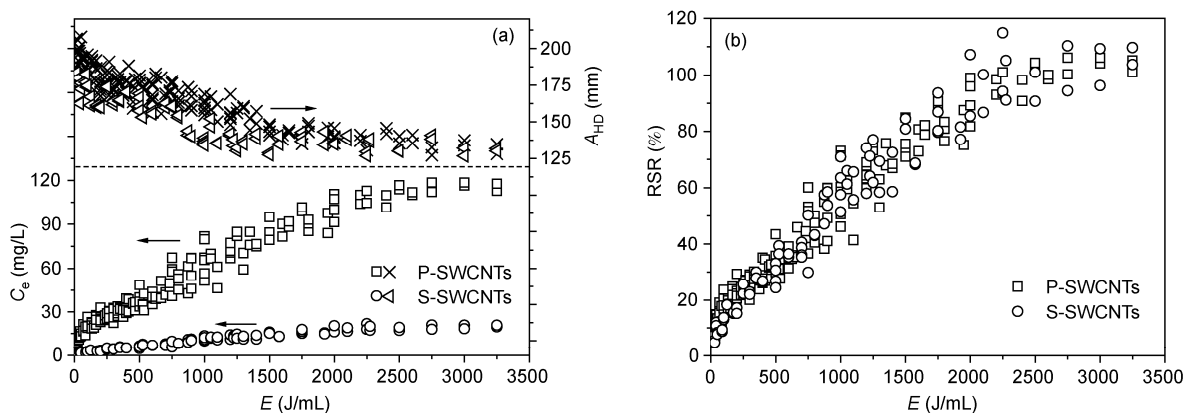 (a)
200
175
150
125
A_HD (mm)
120
90
60
30
0
C_e (mg/L)
P-SWCNTs
S-SWCNTs
0 500 1000 1500 2000 2500 3000 3500
E (J/mL)
(b)
120
100
80
60
40
20
0
RSR (%)
P-SWCNTs
S-SWCNTs
0 500 1000 1500 2000 2500 3000 3500
E (J/mL)